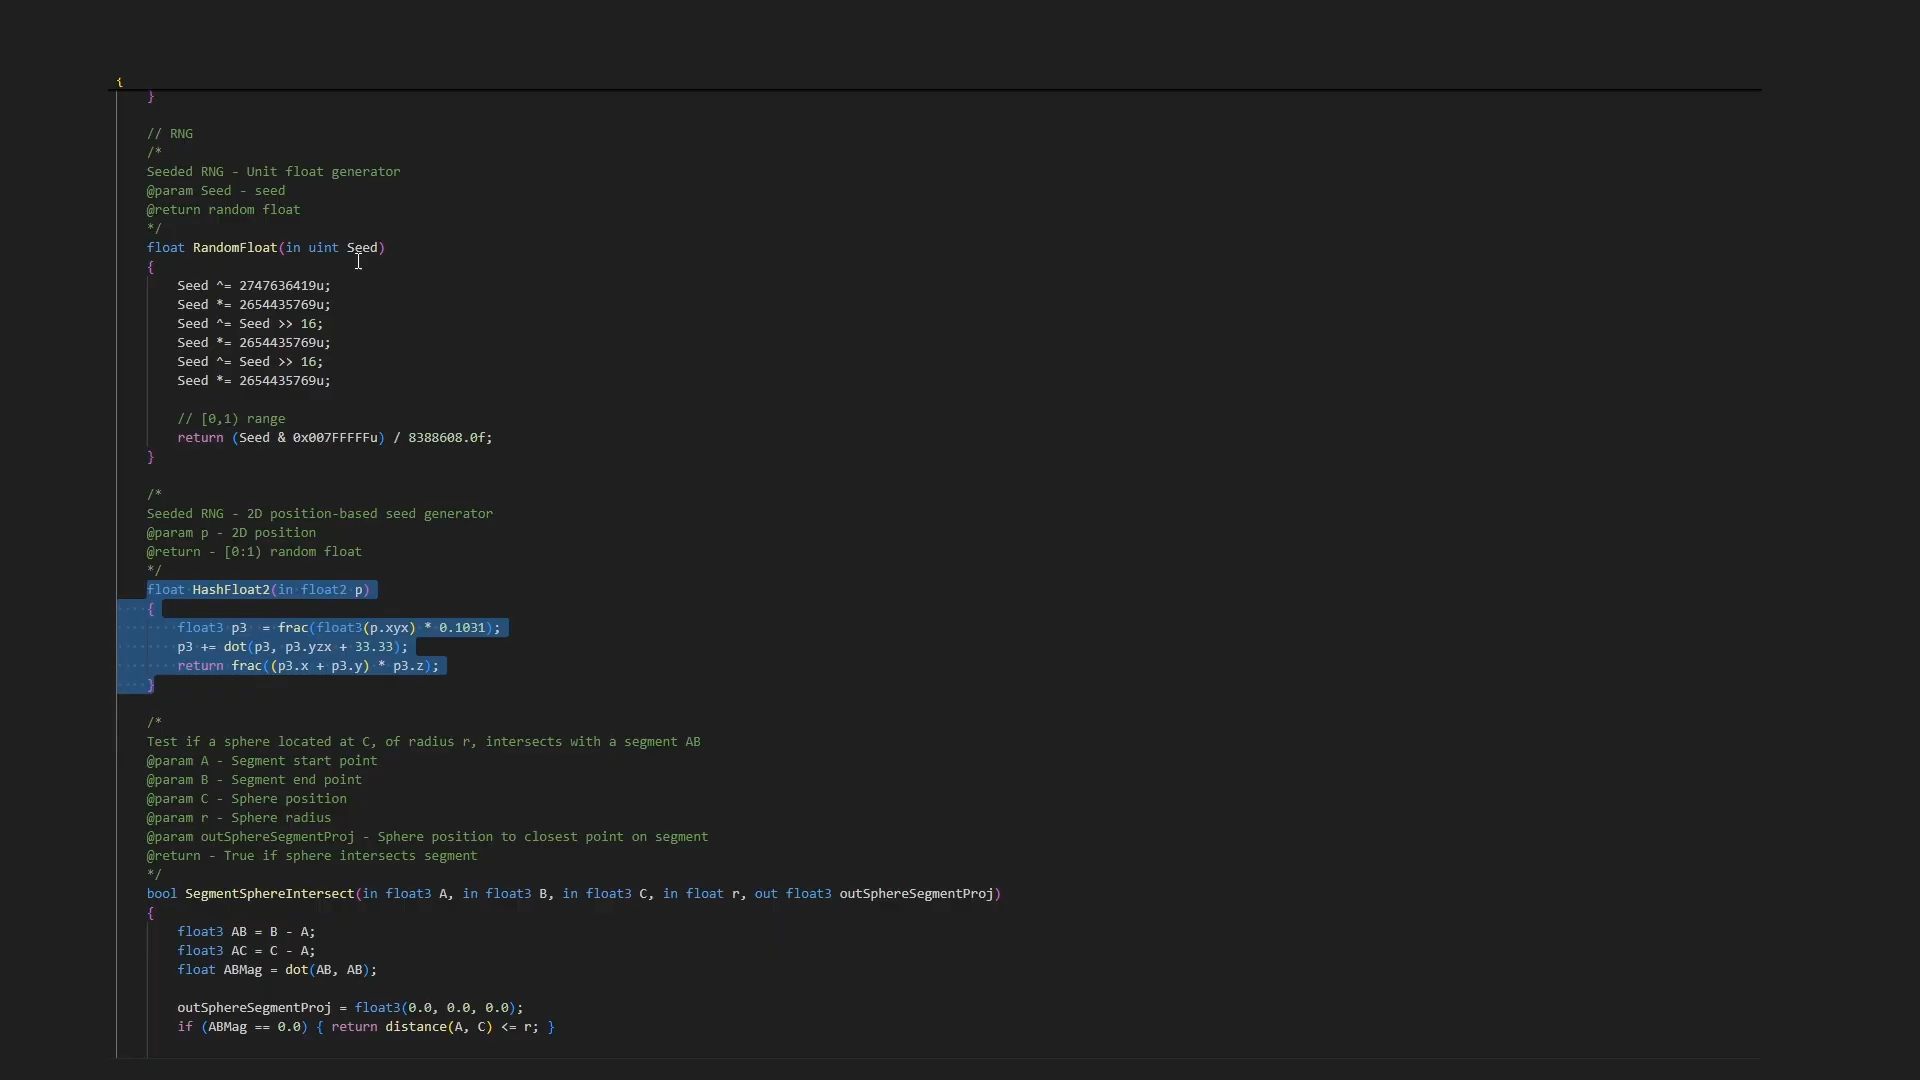 {
}
// RNG
/*
Seeded RNG - Unit float generator
@param Seed - seed
@return random float
*/
float RandomFloat(in uint Seed)
{
Seed ^= 2747636419u;
Seed *= 2654435769u;
Seed ^= Seed >> 16;
Seed *= 2654435769u;
Seed ^= Seed >> 16;
Seed *= 2654435769u;
// [0,1) range
return (Seed & 0x007FFFFFu) / 8388608.0f;
}
/*
Seeded RNG - 2D position-based seed generator
@param p - 2D position
@return - [0:1) random float
*/
float HashFloat2(in float2 p)
{
float3 p3  = frac(float3(p.xyx) * 0.1031);
p3 += dot(p3, p3.yzx + 33.33);
return frac((p3.x + p3.y) * p3.z);
}
/*
Test if a sphere located at C, of radius r, intersects with a segment AB
@param A - Segment start point
@param B - Segment end point
@param C - Sphere position
@param r - Sphere radius
@param outSphereSegmentProj - Sphere position to closest point on segment
@return - True if sphere intersects segment
*/
bool SegmentSphereIntersect(in float3 A, in float3 B, in float3 C, in float r, out float3 outSphereSegmentProj)
{
float3 AB = B - A;
float3 AC = C - A;
float ABMag = dot(AB, AB);
outSphereSegmentProj = float3(0.0, 0.0, 0.0);
if (ABMag == 0.0) { return distance(A, C) <= r; }